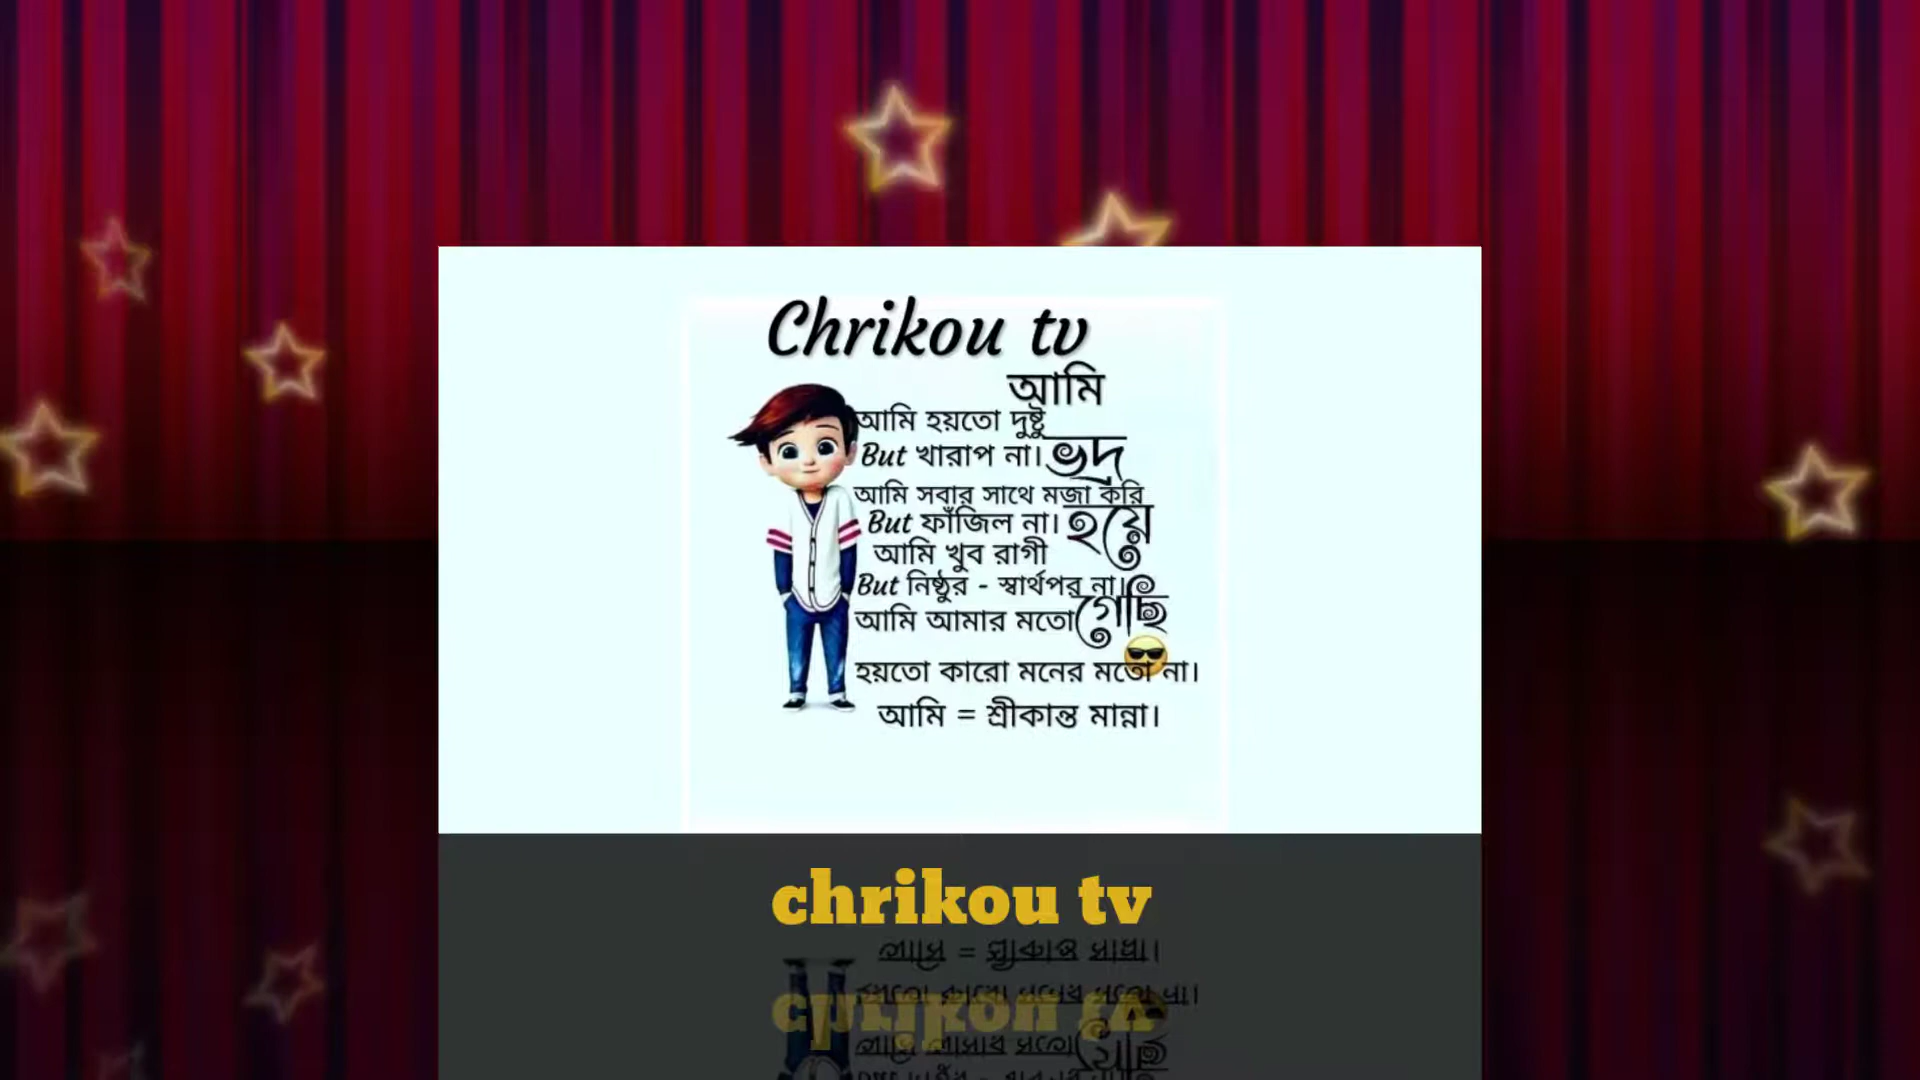 Chrikou tv
আমি
আমি হয়তো দুষ্টু
But খারাপ না।
ভদ্র
আমি সবার সাথে মজা করি
But ফাঁজিল না।
হয়ে
আমি খুব রাগী
But নিষ্ঠুর - স্বার্থপর না।
গেছি
আমি আমার মতো
হয়তো কারো মনের মতো না।
আমি = শ্রীকান্ত মান্না।
chrikou tv